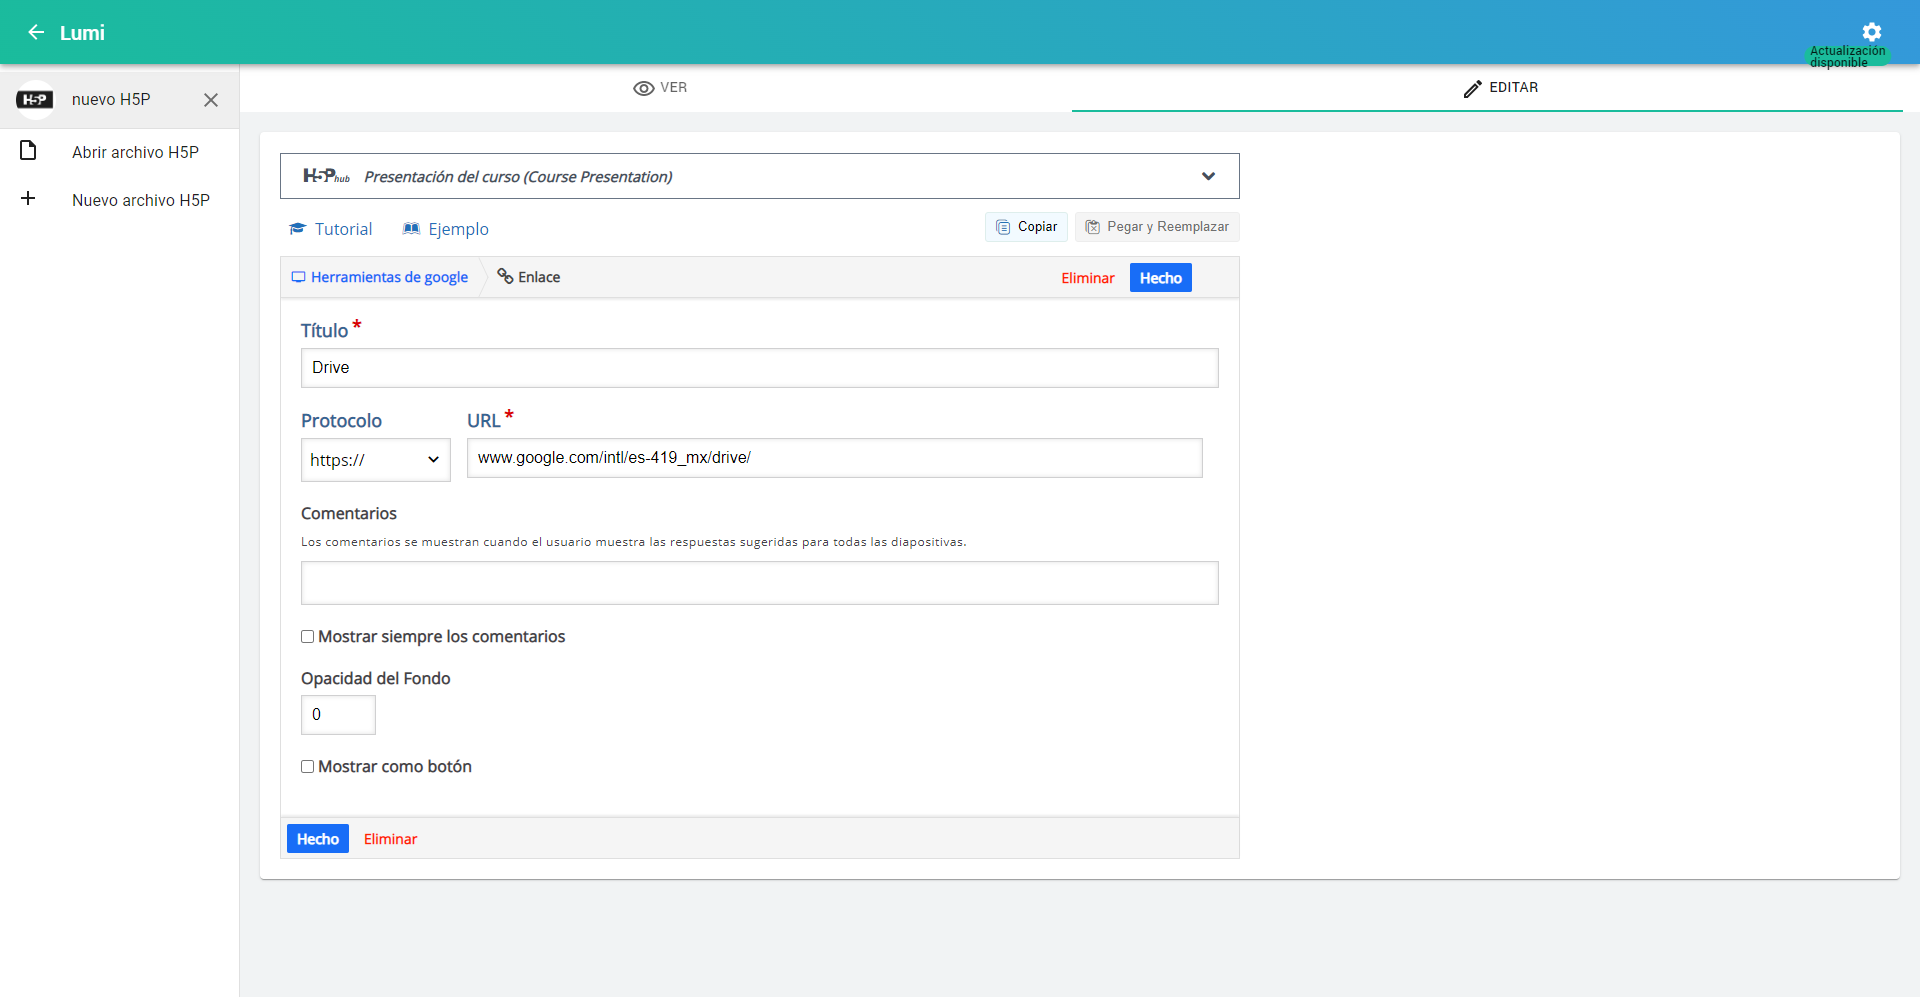 Lumi
Actualización
disponible
H5P nuevo H5P
Abrir archivo H5P
Nuevo archivo H5P
VER
EDITAR
H5Phub Presentación del curso (Course Presentation)
Tutorial Ejemplo Copiar Pegar y Reemplazar
Herramientas de google Enlace Eliminar Hecho
Título *
Drive
Protocolo URL *
https:// www.google.com/intl/es-419_mx/drive/
Comentarios
Los comentarios se muestran cuando el usuario muestra las respuestas sugeridas para todas las diapositivas.
Mostrar siempre los comentarios
Opacidad del Fondo
0
Mostrar como botón
Hecho Eliminar